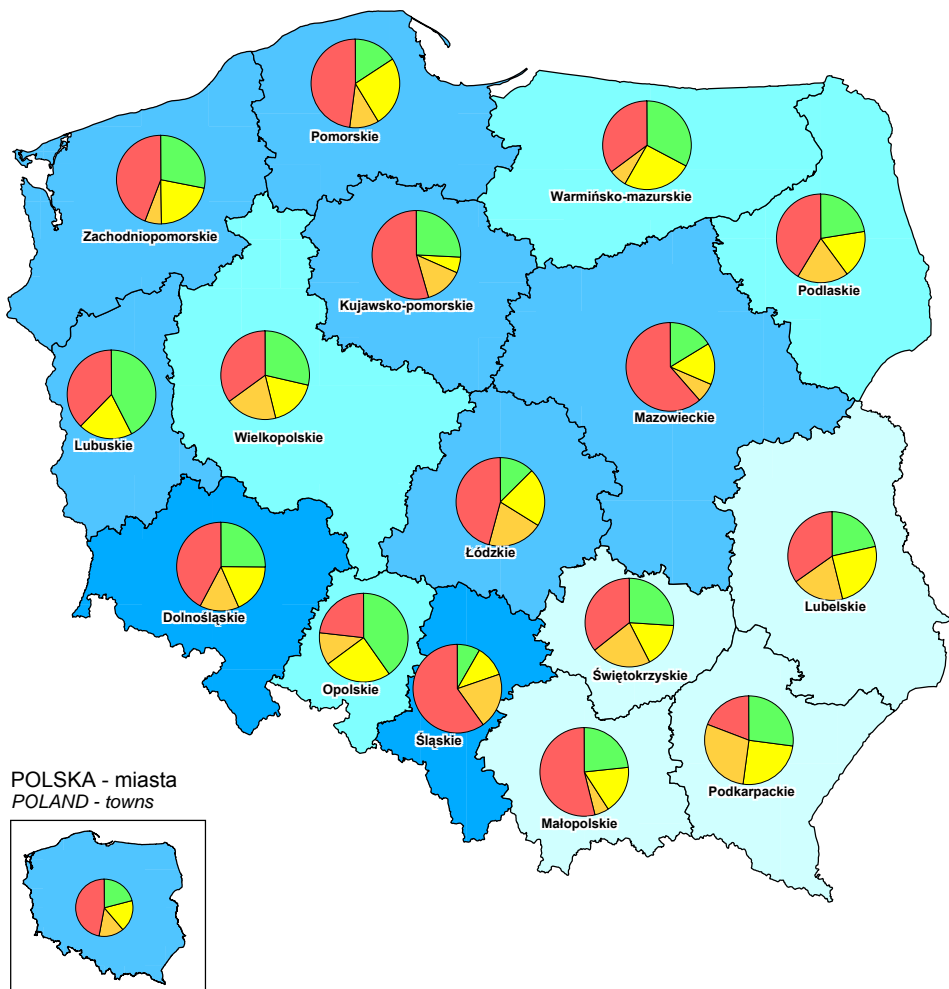 Pomorskie
Warmińsko-mazurskie
Zachodniopomorskie
Podlaskie
Kujawsko-pomorskie
Mazowieckie
Wielkopolskie
Lubuskie
Łódzkie
Lubelskie
Dolnośląskie
Świętokrzyskie
Opolskie
Śląskie
Podkarpackie
Małopolskie
POLSKA - miasta
POLAND - towns